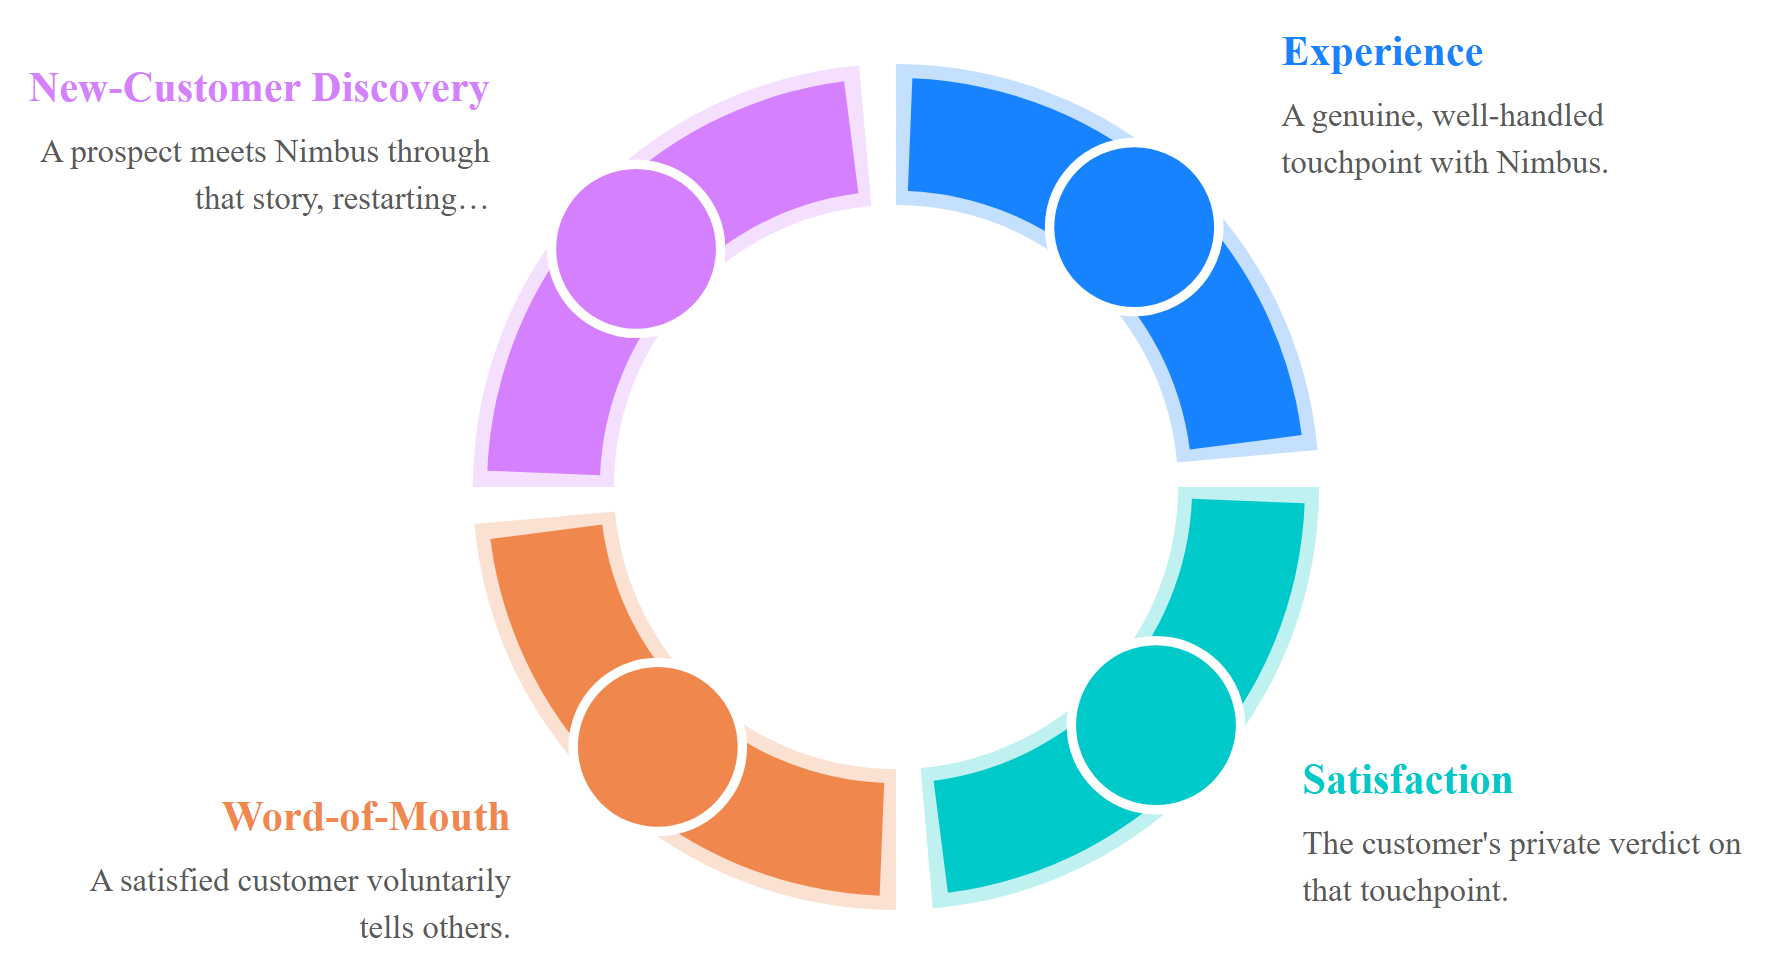 New-Customer Discovery
A prospect meets Nimbus through
that story, restarting…
Experience
A genuine, well-handled
touchpoint with Nimbus.
Satisfaction
The customer's private verdict on
that touchpoint.
Word-of-Mouth
A satisfied customer voluntarily
tells others.